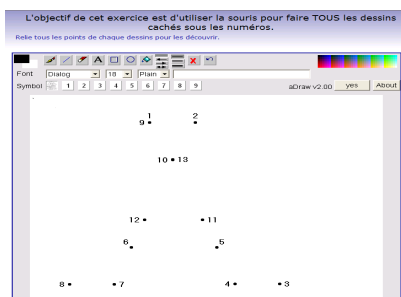 L'objectif de cet exercice est d'utiliser la souris pour faire TOUS les dessins
cachés sous les numéros.
Relie tous les points de chaque dessins pour les découvrir.
A
Font Dialog 18 Plain
Symbol 1 2 3 4 5 6 7 8 9 aDraw v2.00 yes About
1 2
9
10 13
12 11
6 5
8 7 4 3